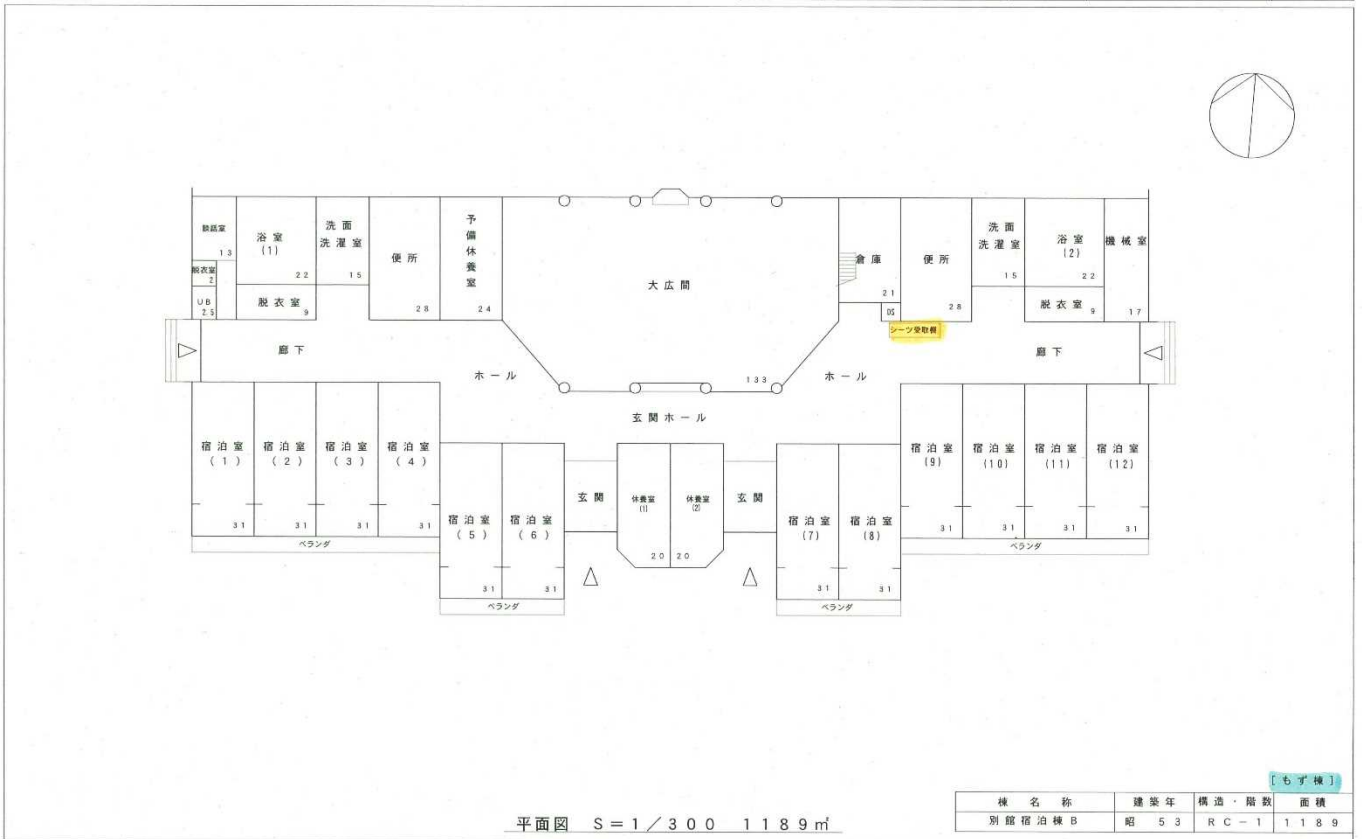 談話室
13
浴室
(1)
22
洗面
洗濯室
15
便所
28
予備休養室
24
大広間
133
倉庫
21
便所
28
洗面
洗濯室
15
浴室
(2)
22
機械室
17
脱衣室
2
UB
2.5
脱衣室
9
DS
シーツ受取棚
脱衣室
9
廊下
ホール
ホール
廊下
玄関ホール
宿泊室
(1)
31
宿泊室
(2)
31
宿泊室
(3)
31
宿泊室
(4)
31
ベランダ
宿泊室
(5)
31
宿泊室
(6)
31
ベランダ
玄関
休養室
(1)
20
休養室
(2)
20
玄関
宿泊室
(7)
31
宿泊室
(8)
31
ベランダ
宿泊室
(9)
31
宿泊室
(10)
31
宿泊室
(11)
31
宿泊室
(12)
31
ベランダ
平面図 S=1/300 1189㎡
[もず棟]
棟名称 建築年 構造・階数 面積
別館宿泊棟B 昭53 RC-1 1189